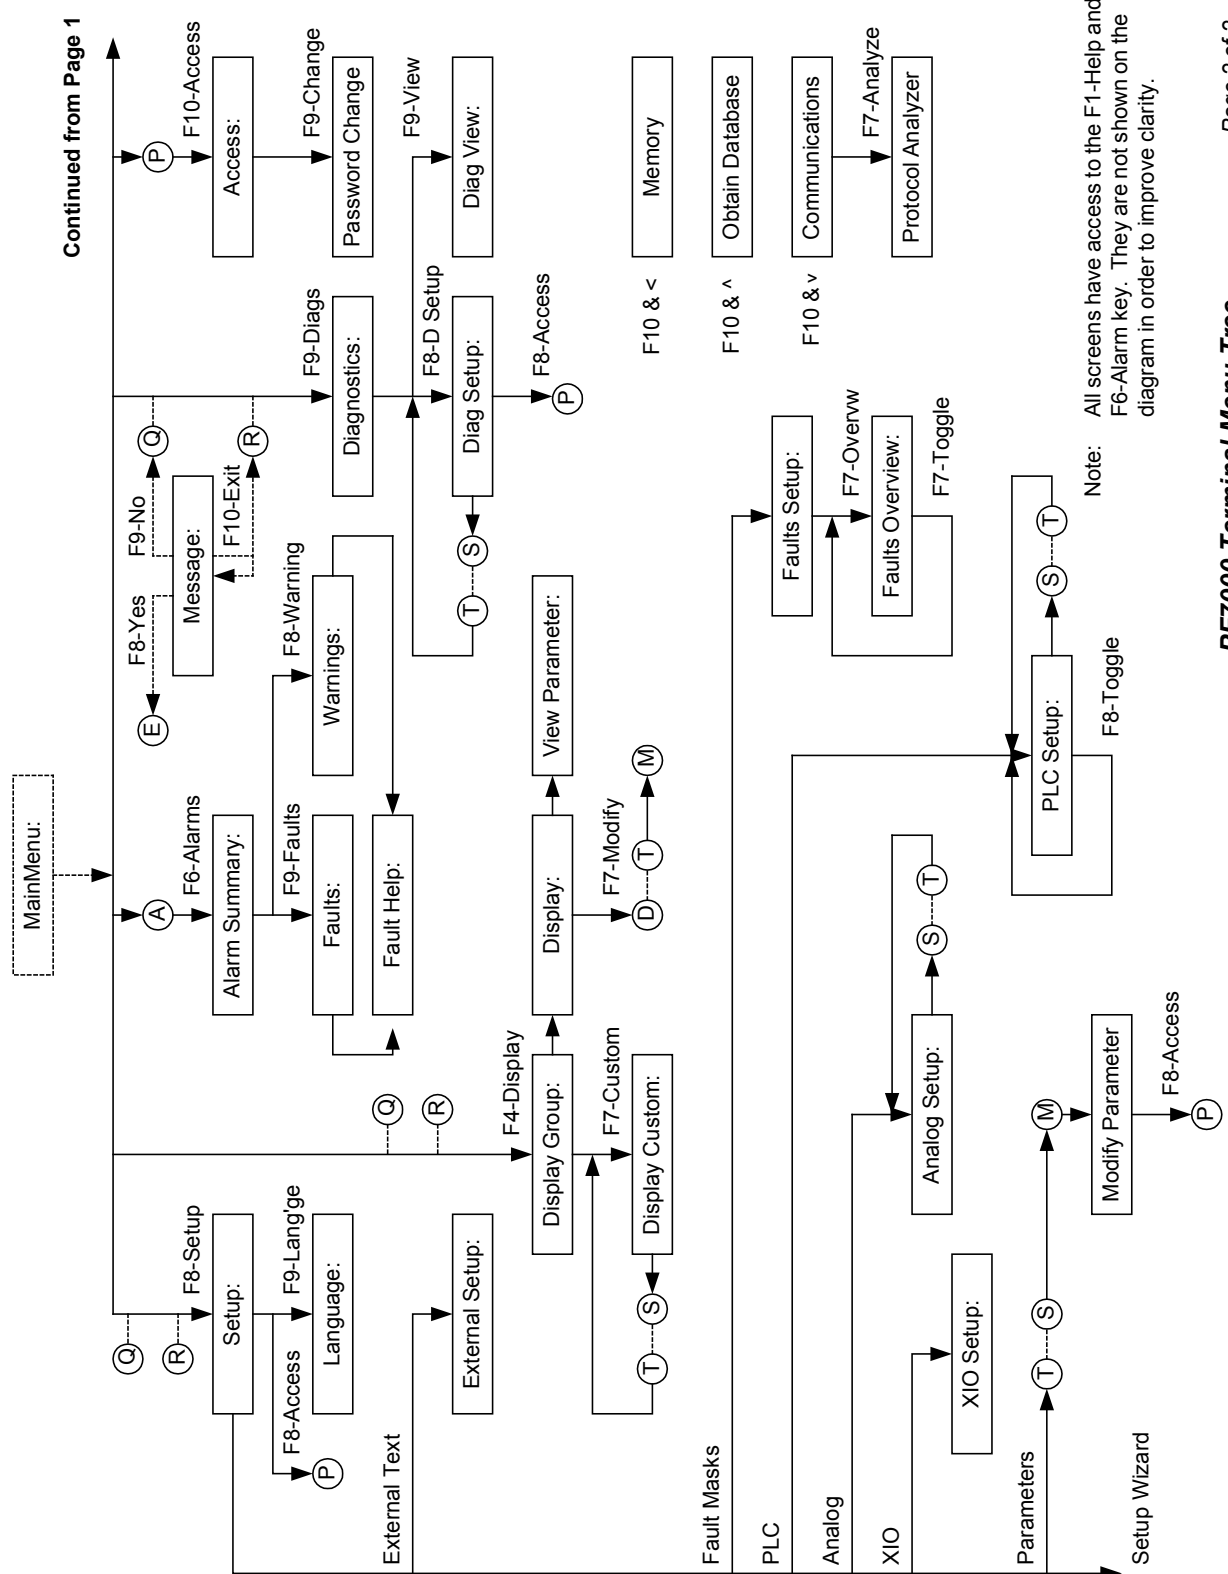 MainMenu:
Continued from Page 1
F8-Setup
Setup:
Q
R
F8-Access
P
F9-Lang'ge
Language:
External Text
External Setup:
Q
R
F4-Display
Display Group:
F7-Custom
Display Custom:
S
T
Display:
F7-Modify
D
T
M
View Parameter:
A
F6-Alarms
Alarm Summary:
F9-Faults
Faults:
Fault Help:
F8-Warning
Warnings:
E
F8-Yes
Message:
F9-No
F10-Exit
Q
R
F9-Diags
Diagnostics:
F8-D Setup
Diag Setup:
S
T
F8-Access
P
F9-View
Diag View:
P
F10-Access
Access:
F9-Change
Password Change
F10 & <
Memory
F10 & ^
Obtain Database
F10 & v
Communications
F7-Analyze
Protocol Analyzer
Fault Masks
Faults Setup:
F7-Overvw
Faults Overview:
F7-Toggle
PLC
PLC Setup:
F8-Toggle
S
T
Analog
Analog Setup:
S
T
XIO
XIO Setup:
Parameters
T
S
M
Modify Parameter
F8-Access
P
Setup Wizard
Note: All screens have access to the F1-Help and
F6-Alarm key. They are not shown on the
diagram in order to improve clarity.